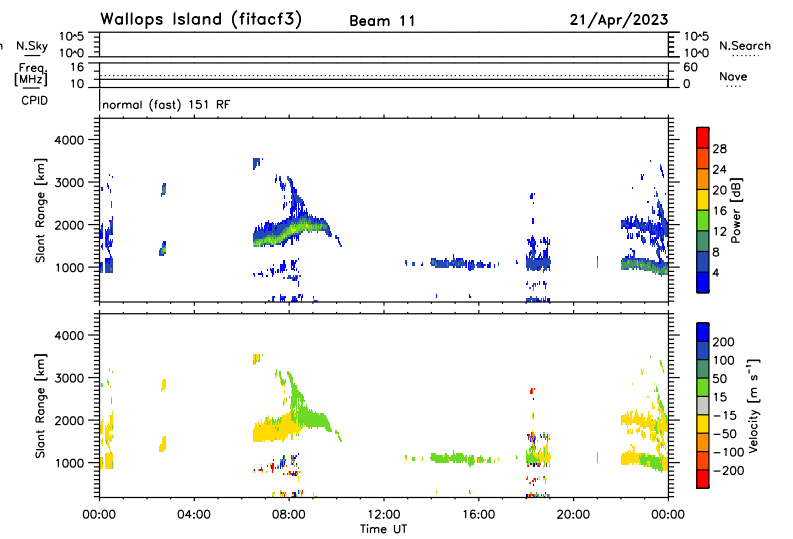 Wallops Island (fitacf3) Beam 11 21/Apr/2023
N.Sky 10^5 10^5 N.Search
10^0 10^0
Freq. 16 60 Nave
[MHz] 10 0
CPID normal (fast) 151 RF
Slant Range [km]
4000
3000
2000
1000
28
24
20
16
12
8
4
Power [dB]
Slant Range [km]
4000
3000
2000
1000
200
100
50
15
-15
-50
-100
-200
Velocity [m s⁻¹]
00:00 04:00 08:00 12:00 16:00 20:00 00:00
Time UT